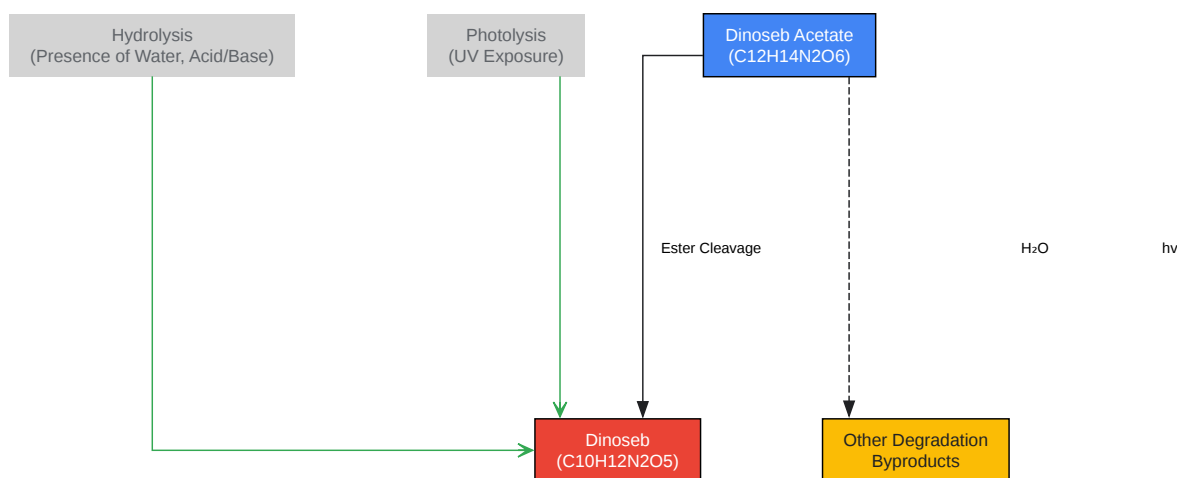 Hydrolysis
(Presence of Water, Acid/Base)
Photolysis
(UV Exposure)
Dinoseb Acetate
(C12H14N2O6)
Ester Cleavage
H₂O
hv
Dinoseb
(C10H12N2O5)
Other Degradation
Byproducts